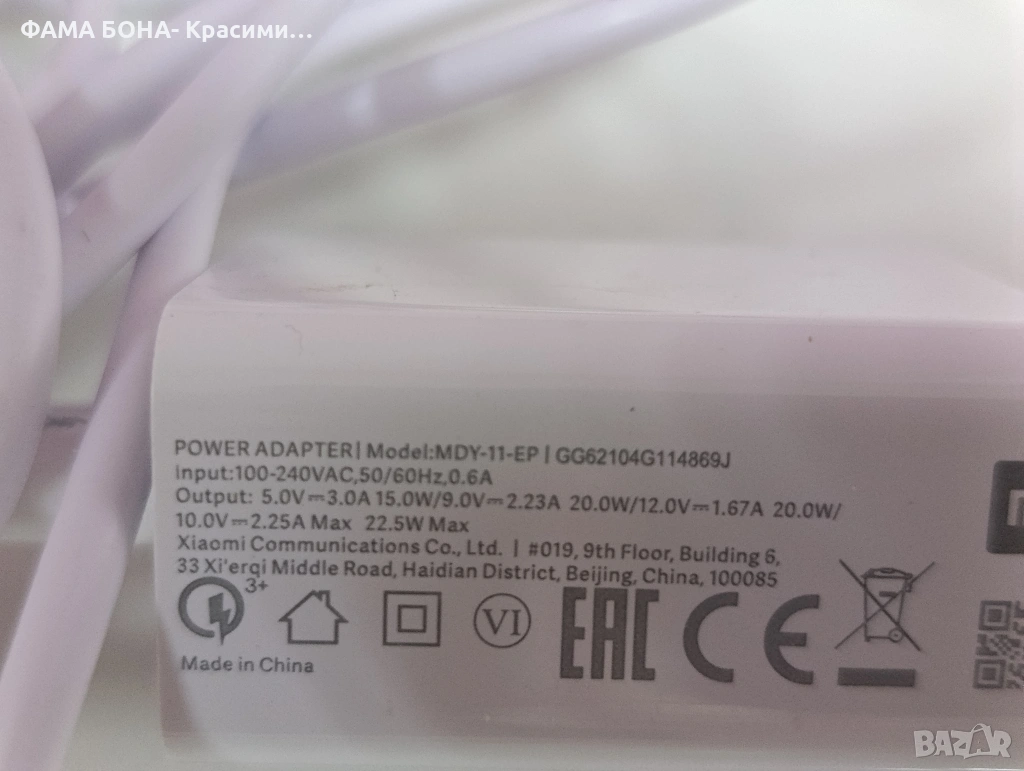 ФАМА БОНА- Красими...
POWER ADAPTER| Model:MDY-11-EP | GG62104G114869J
Input:100-240VAC,50/60Hz,0.6A
Output: 5.0V⎓3.0A 15.0W/9.0V⎓2.23A 20.0W/12.0V⎓1.67A 20.0W/
10.0V⎓2.25A Max 22.5W Max
Xiaomi Communications Co., Ltd. | #019, 9th Floor, Building 6,
33 Xi'erqi Middle Road, Haidian District, Beijing, China, 100085
3+
VI EAC CE
Made in China
BAZAR